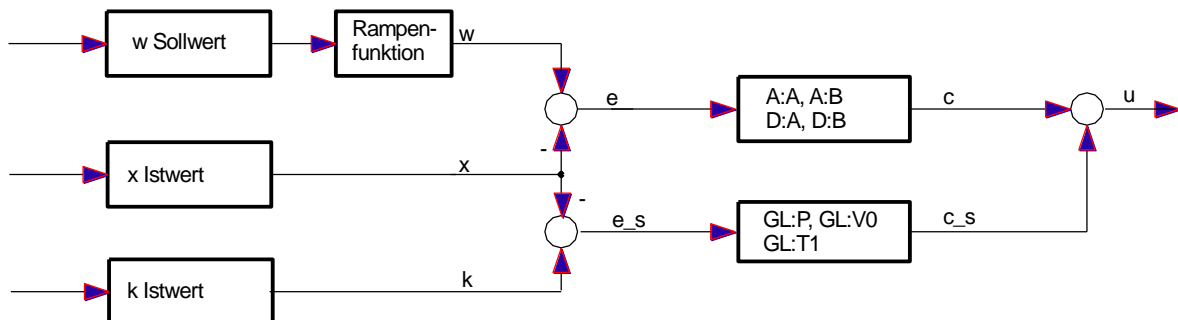 w Sollwert
Rampen-
funktion
w
e
A:A, A:B
D:A, D:B
c
u
-
x Istwert
x
-
e_s
GL:P, GL:V0
GL:T1
c_s
k Istwert
k